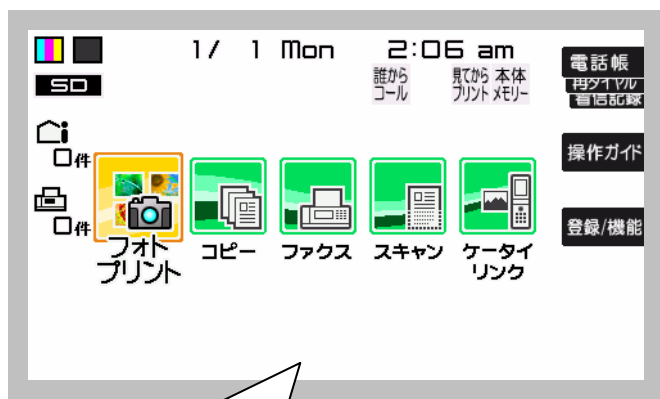 1/ 1 Mon 2:06 am
SD
誰から
コール
見てから
プリント
本体
メモリー
電話帳
再ダイヤル
着信記録
0件
操作ガイド
0件
登録/機能
フォト
プリント
コピー
ファクス
スキャン
ケータイ
リンク